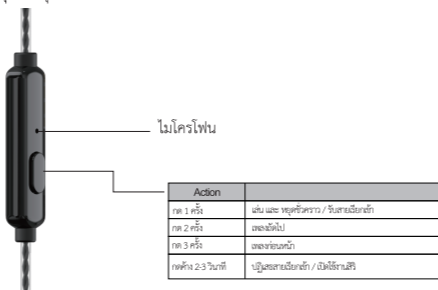 ไมโครโฟน
Action
กด 1 ครั้ง เล่น และ หยุดชั่วคราว / รับสายเรียกเข้า
กด 2 ครั้ง เพลงถัดไป
กด 3 ครั้ง เพลงก่อนหน้า
กดค้าง 2-3 วินาที ปฏิเสธสายเรียกเข้า / เปิดใช้งานสิริ